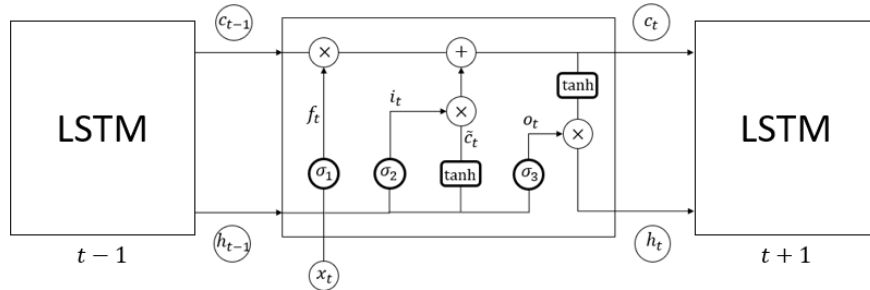 c_{t-1}
c_t
× +
tanh
LSTM
f_t i_t × o_t ×
c̃_t
LSTM
σ_1 σ_2 tanh σ_3
t − 1
h_{t-1}
h_t
t + 1
x_t